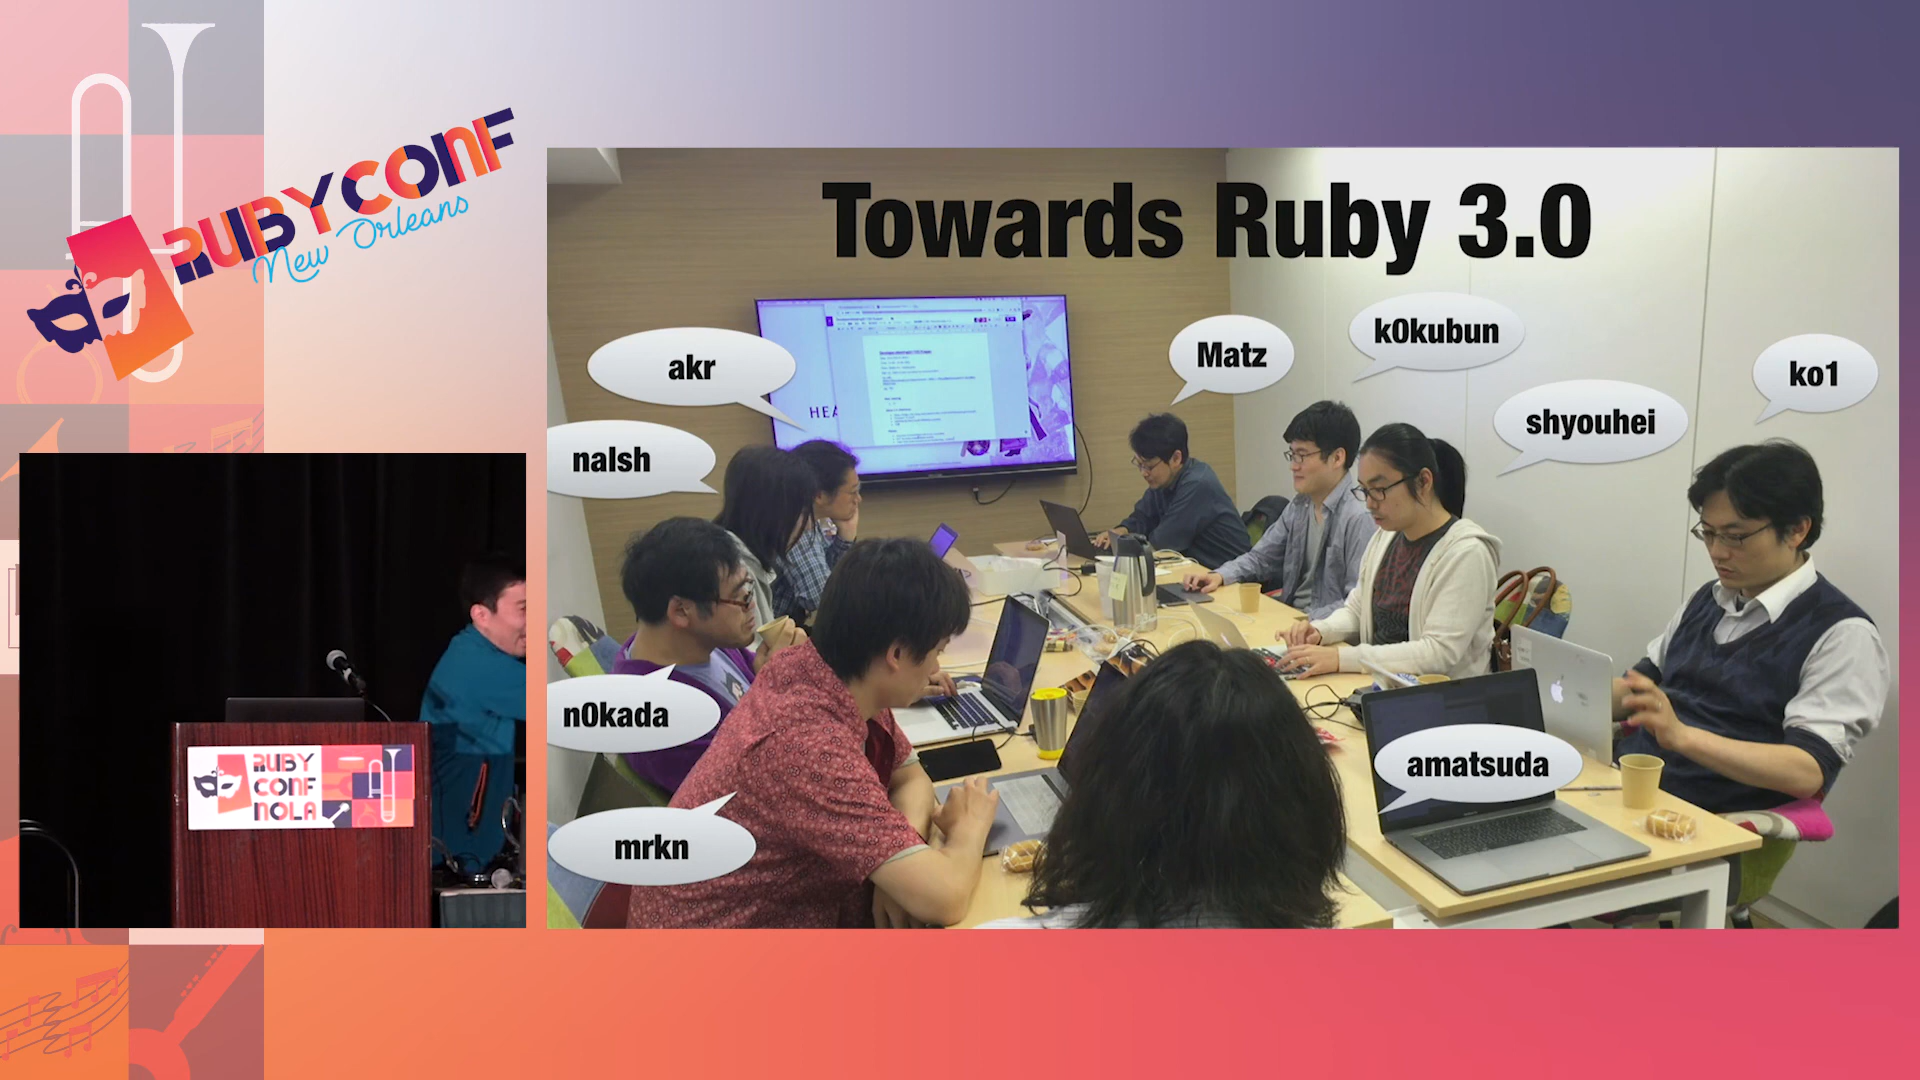 RUBYCONF
New Orleans
Towards Ruby 3.0
akr
Matz
k0kubun
ko1
shyouhei
nalsh
HEA
n0kada
amatsuda
mrkn
RUBY
CONF
NOLA